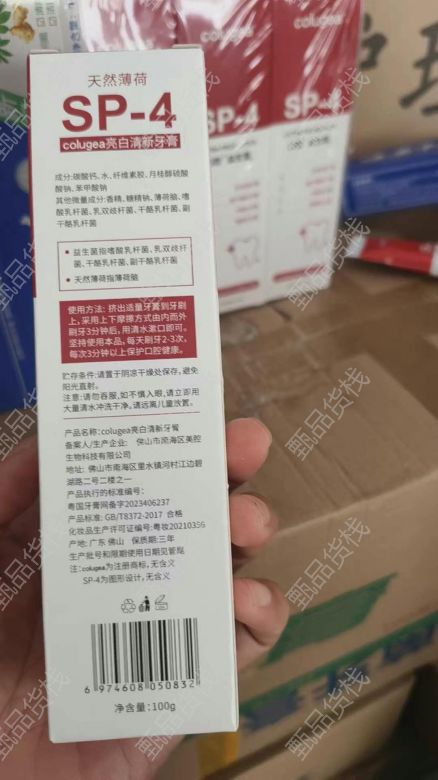 天然薄荷
SP-4
colugea亮白清新牙膏
成分:碳酸钙、水、纤维素胶、月桂醇硫酸
酸钠、苯甲酸钠
其他微量成分:香精、糖精钠、薄荷脑、嗜
酸乳杆菌、乳双歧杆菌、干酪乳杆菌、副
干酪乳杆菌
• 益生菌指嗜酸乳杆菌、乳双歧杆
菌、干酪乳杆菌、副干酪乳杆菌
• 天然薄荷指薄荷脑
使用方法: 挤出适量牙膏到牙刷
上,采用上下摩擦方式由内而外
刷牙3分钟后,用清水漱口即可。
坚持使用本品,每天刷牙2-3次,
每次3分钟以上保护口腔健康。
贮存条件:请置于阴凉干燥处保存,避免
阳光直射。
注意:请勿吞服,如不慎入眼,请立即用
大量清水冲洗干净,请远离儿童放置。
产品名称:colugea亮白清新牙膏
备案人/生产企业: 佛山市南海区美腔
生物科技有限公司
地址: 佛山市南海区里水镇河村江边碧
湖路二号二楼之一
产品执行的标准编号:
粤国牙膏网备字2023406237
产品标准: GB/T8372-2017 合格
化妆品生产许可证编号:粤妆20210356
产地: 广东 佛山 保质期:三年
生产批号和限期使用日期见管尾
注: colugea为注册商标, 无含义
SP-4为图形设计, 无含义
6 974608 050832
净含量: 100g
colugea
SP-4
colugea
SP-4
甄品货栈